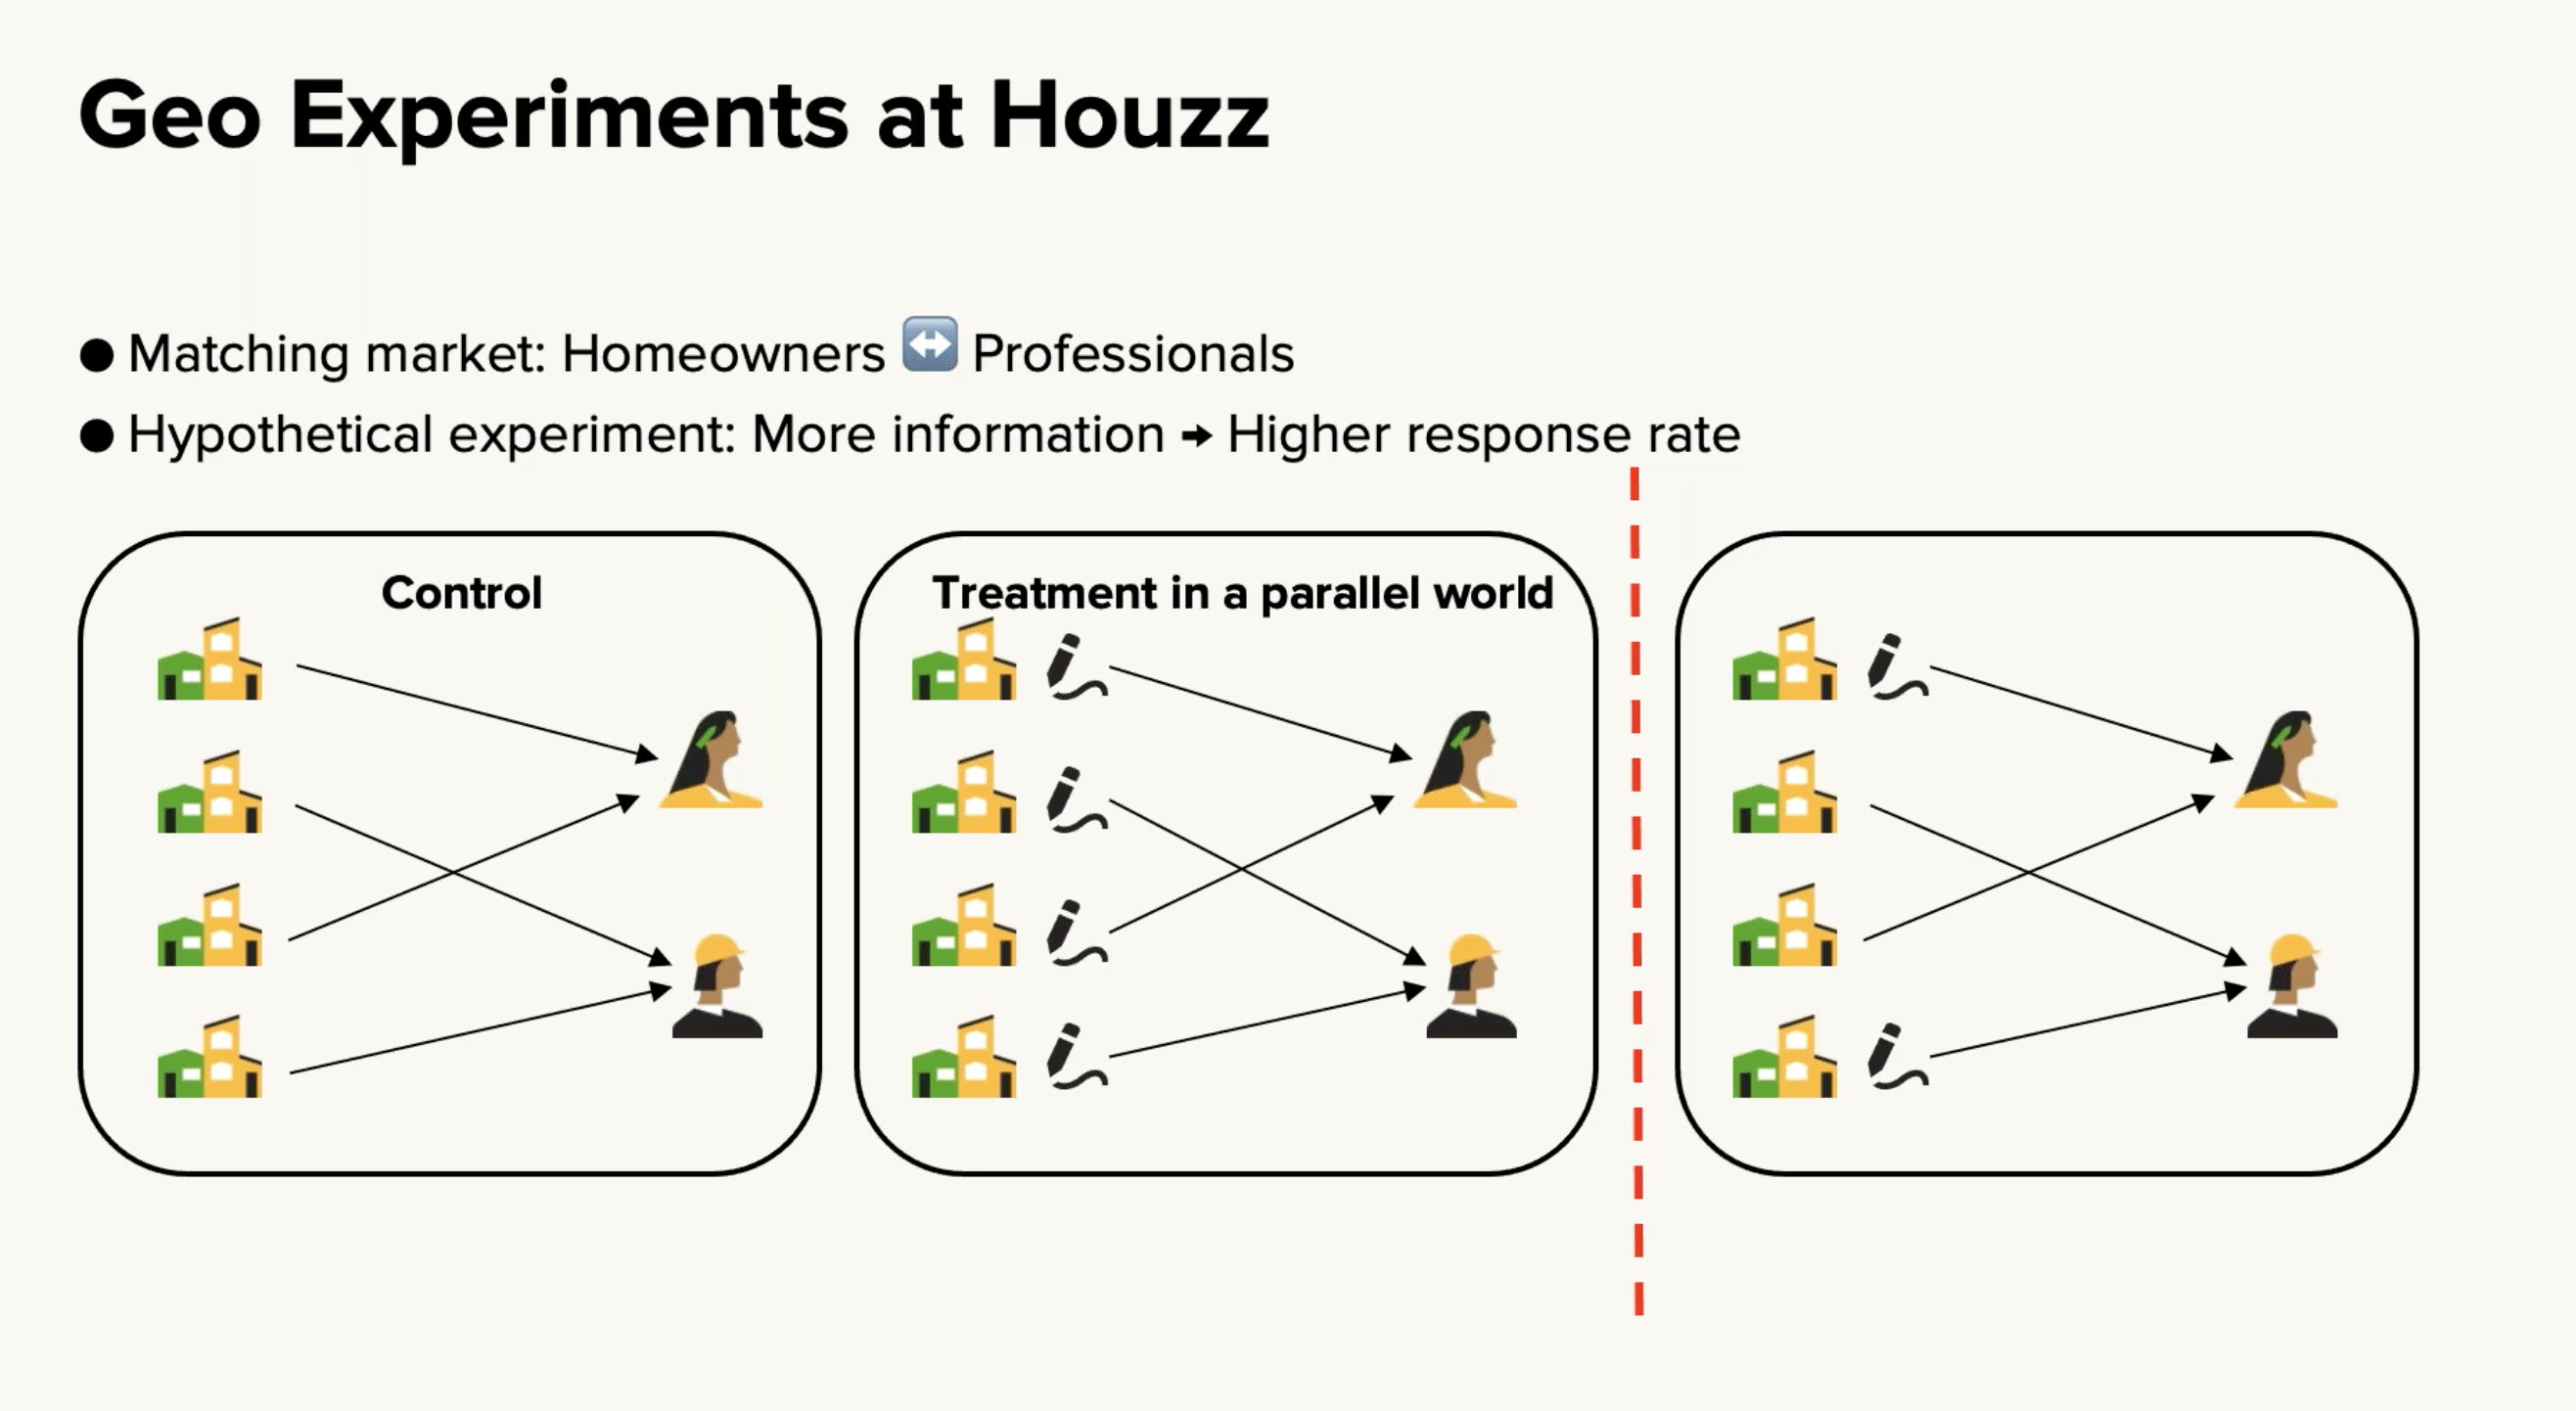 Geo Experiments at Houzz
● Matching market: Homeowners ↔️ Professionals
● Hypothetical experiment: More information → Higher response rate
Control
Treatment in a parallel world